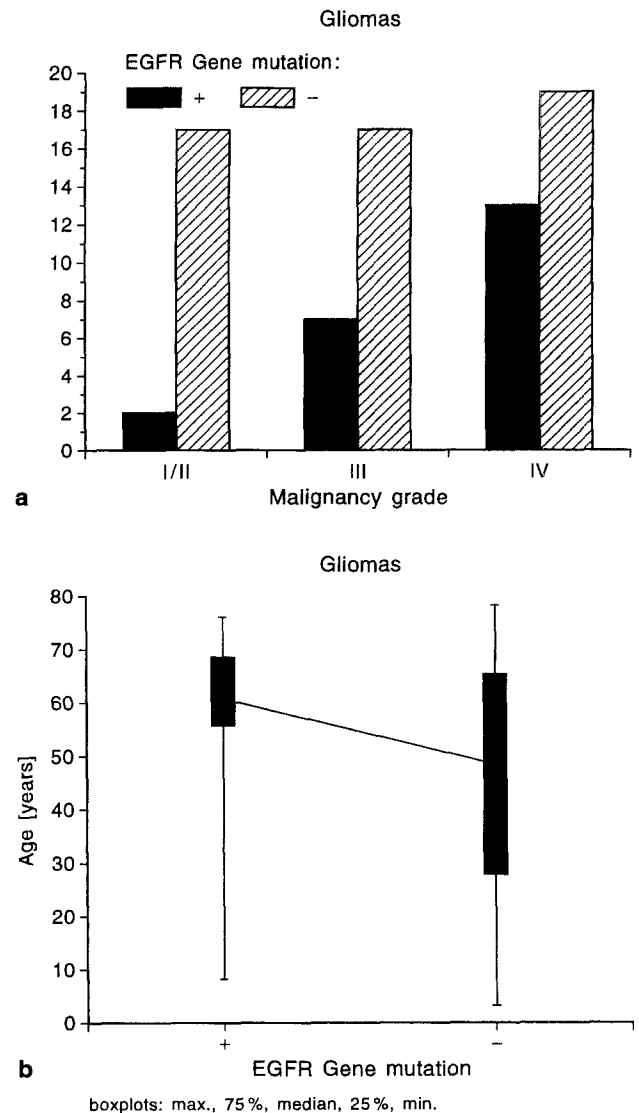 Gliomas
EGFR Gene mutation:
+ −
20
18
16
14
12
10
8
6
4
2
0
I/II III IV
a Malignancy grade
Gliomas
Age [years]
80
70
60
50
40
30
20
10
0
+ −
b EGFR Gene mutation
boxplots: max., 75%, median, 25%, min.